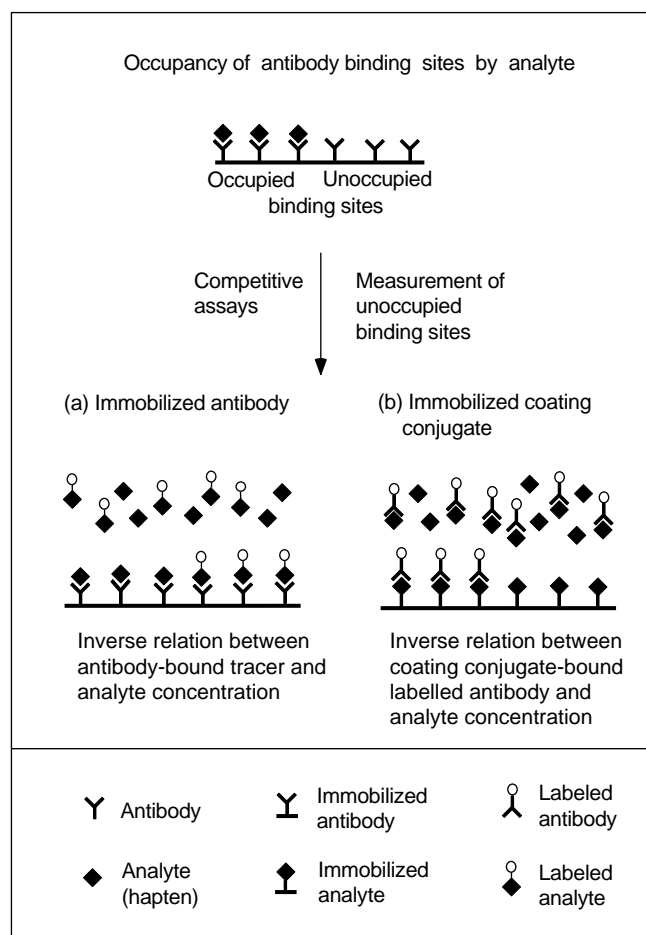 Occupancy of antibody binding sites by analyte
Occupied Unoccupied
binding sites
Competitive
assays
Measurement of
unoccupied
binding sites
(a) Immobilized antibody
(b) Immobilized coating
conjugate
Inverse relation between
antibody-bound tracer and
analyte concentration
Inverse relation between
coating conjugate-bound
labelled antibody and
analyte concentration
Antibody
Immobilized
antibody
Labeled
antibody
Analyte
(hapten)
Immobilized
analyte
Labeled
analyte